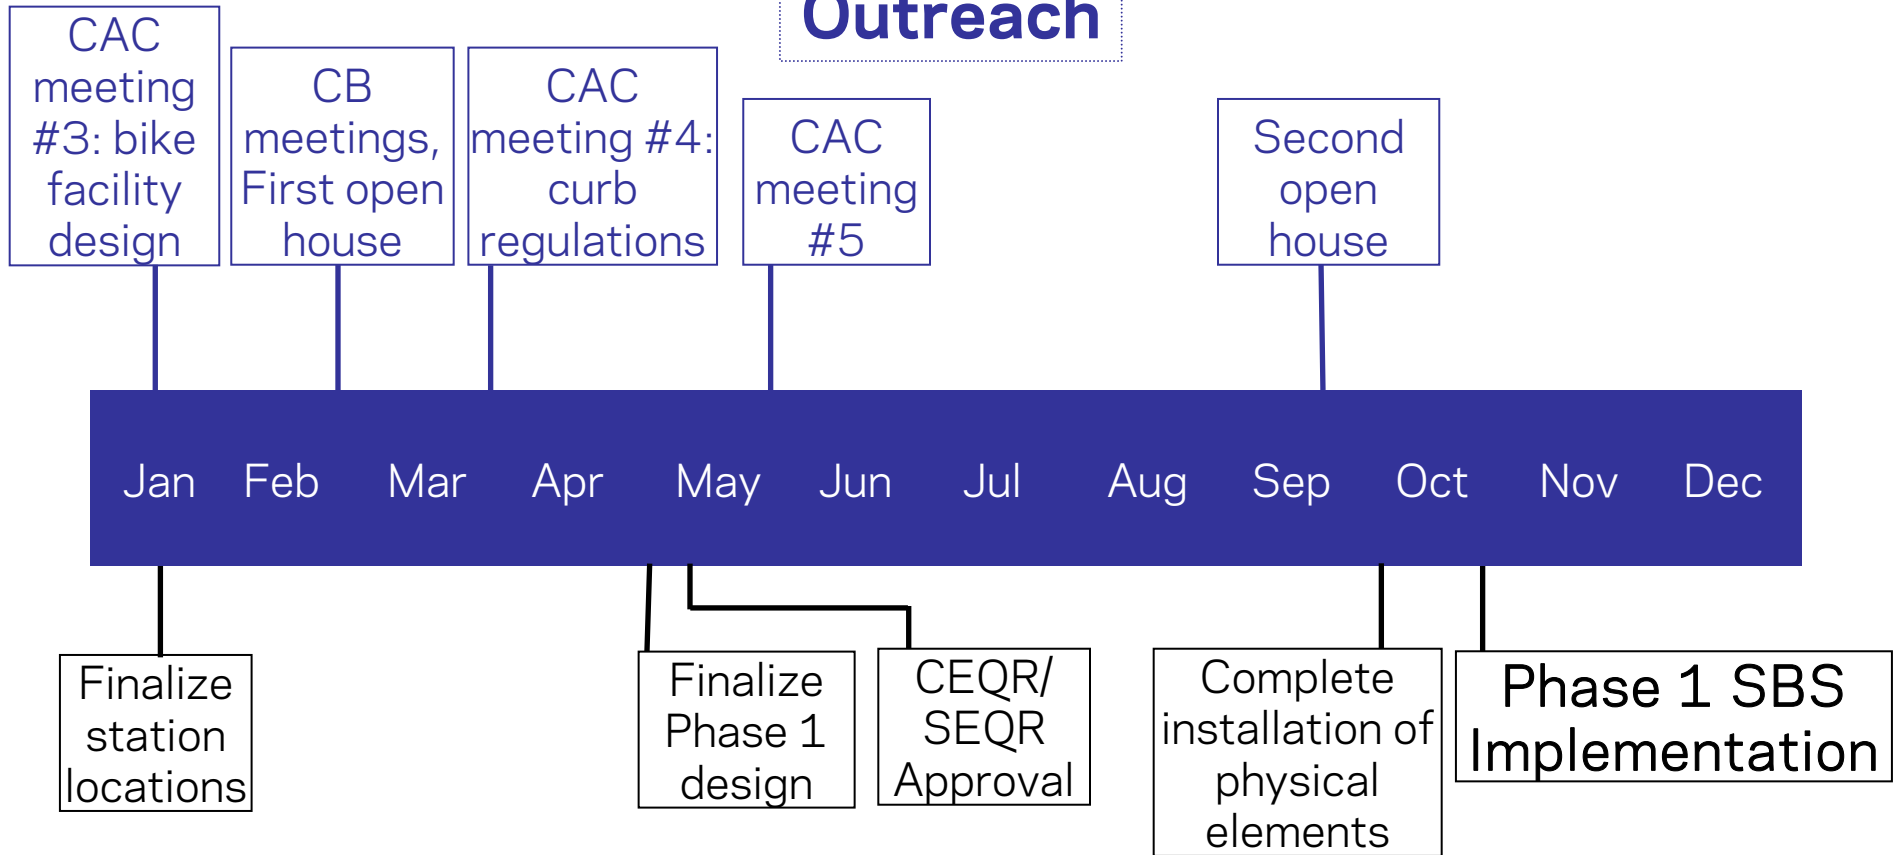 Outreach
CAC
meeting
#3: bike
facility
design
CB
meetings,
First open
house
CAC
meeting #4:
curb
regulations
CAC
meeting
#5
Second
open
house
Jan Feb Mar Apr May Jun Jul Aug Sep Oct Nov Dec
Finalize
station
locations
Finalize
Phase 1
design
CEQR/
SEQR
Approval
Complete
installation of
physical
elements
Phase 1 SBS
Implementation